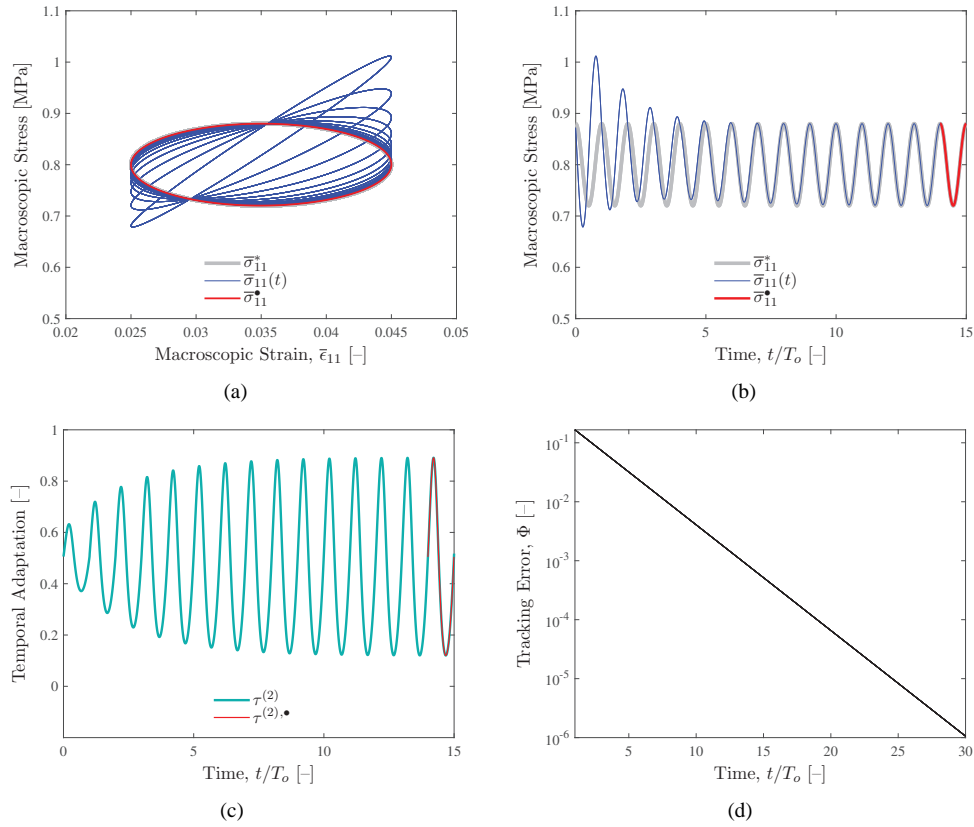 1.1
1
0.9
0.8
0.7
0.6
0.5
0.02 0.025 0.03 0.035 0.04 0.045 0.05
Macroscopic Stress [MPa]
Macroscopic Strain, ε̅₁₁ [–]
σ̅*₁₁
σ̅₁₁(t)
σ̅•₁₁
(a)
1.1
1
0.9
0.8
0.7
0.6
0.5
0 5 10 15
Macroscopic Stress [MPa]
Time, t/Tₒ [–]
σ̅*₁₁
σ̅₁₁(t)
σ̅•₁₁
(b)
1
0.8
0.6
0.4
0.2
0
0 5 10 15
Temporal Adaptation [–]
Time, t/Tₒ [–]
τ⁽²⁾
τ⁽²⁾,•
(c)
10⁻¹
10⁻²
10⁻³
10⁻⁴
10⁻⁵
10⁻⁶
5 10 15 20 25 30
Tracking Error, Φ [–]
Time, t/Tₒ [–]
(d)